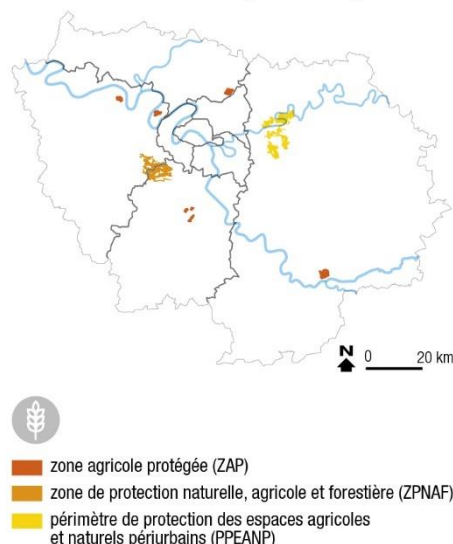 N
0 20 km
zone agricole protégée (ZAP)
zone de protection naturelle, agricole et forestière (ZPNAF)
périmètre de protection des espaces agricoles
et naturels périurbains (PPEANP)